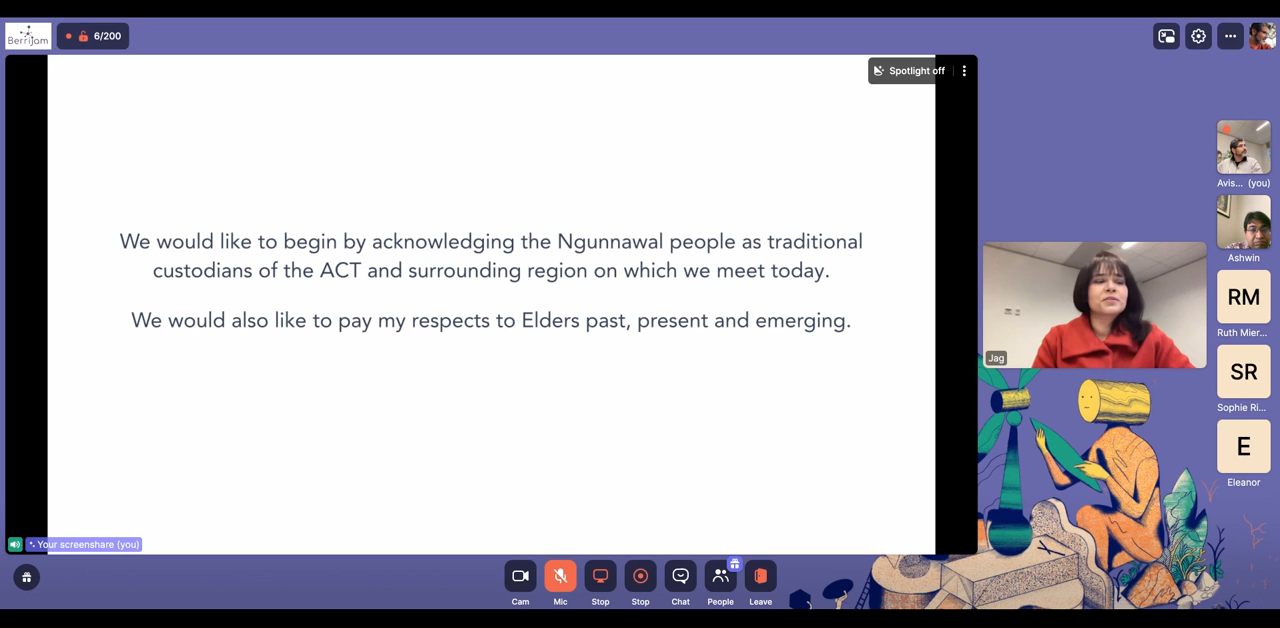 Berrijam
6/200
Spotlight off
We would like to begin by acknowledging the Ngunnawal people as traditional
custodians of the ACT and surrounding region on which we meet today.
We would also like to pay my respects to Elders past, present and emerging.
Your screenshare (you)
Jag
Avis... (you)
Ashwin
RM
Ruth Mier...
SR
Sophie Ri...
E
Eleanor
Cam
Mic
Stop
Stop
Chat
People
Leave